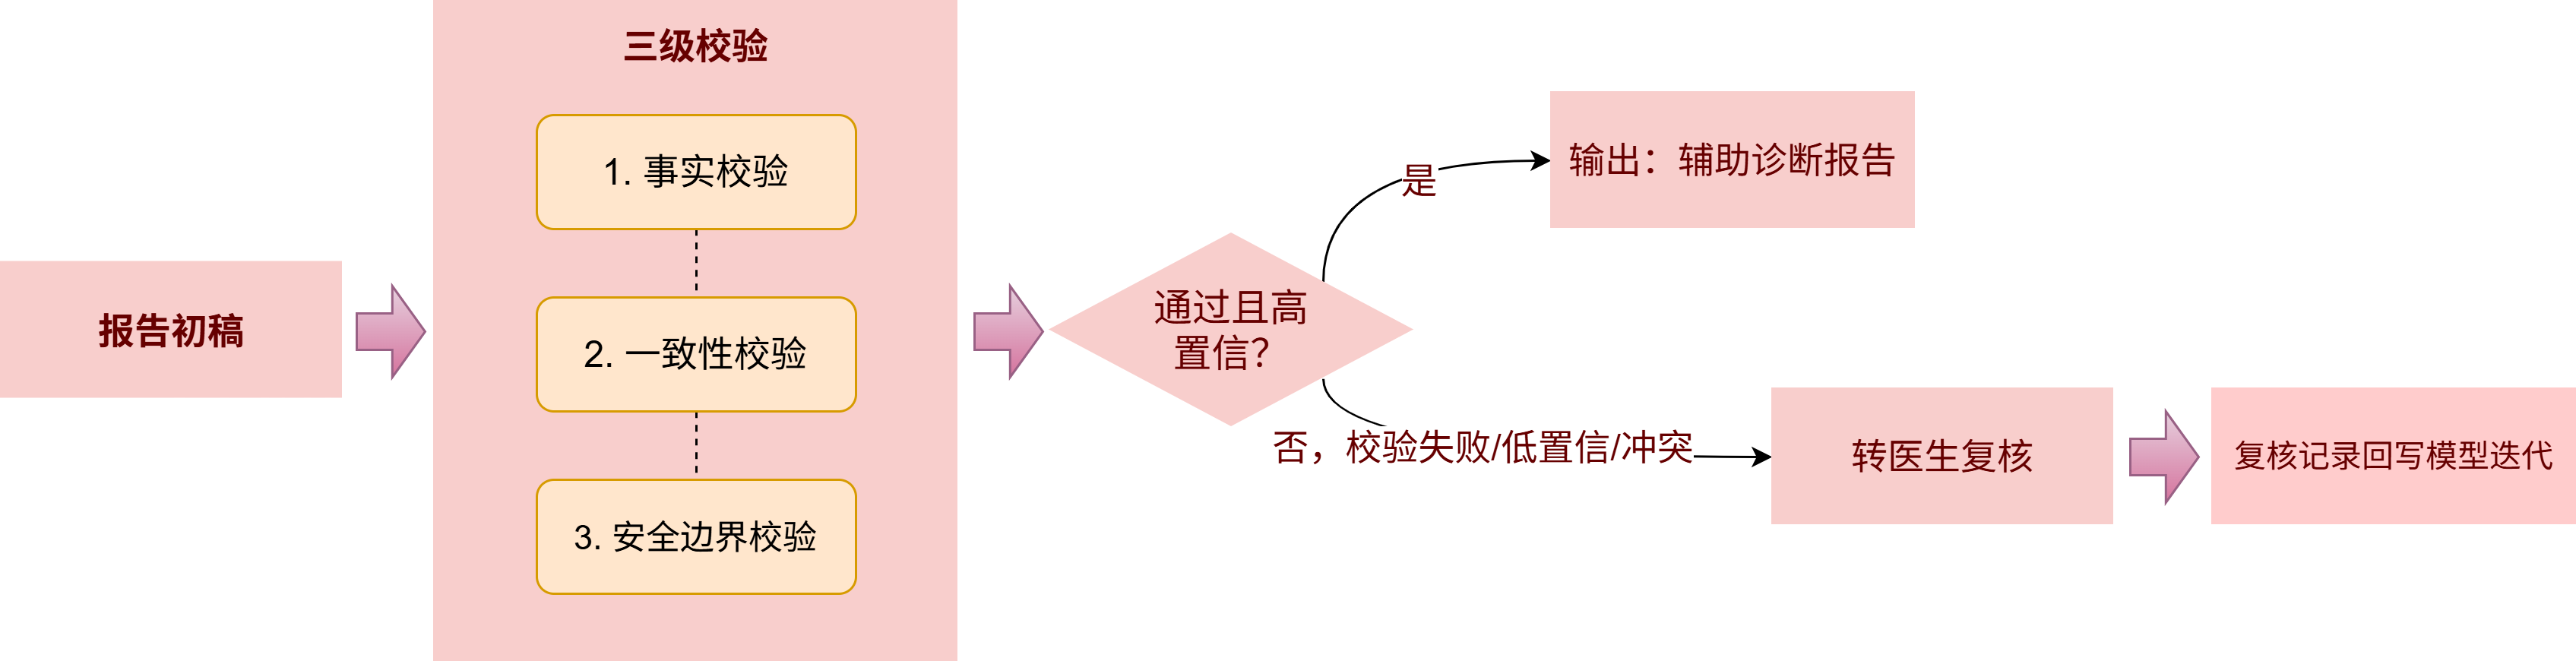 报告初稿
三级校验
1. 事实校验
2. 一致性校验
3. 安全边界校验
通过且高
置信?
是
输出：辅助诊断报告
否，校验失败/低置信/冲突
转医生复核
复核记录回写模型迭代